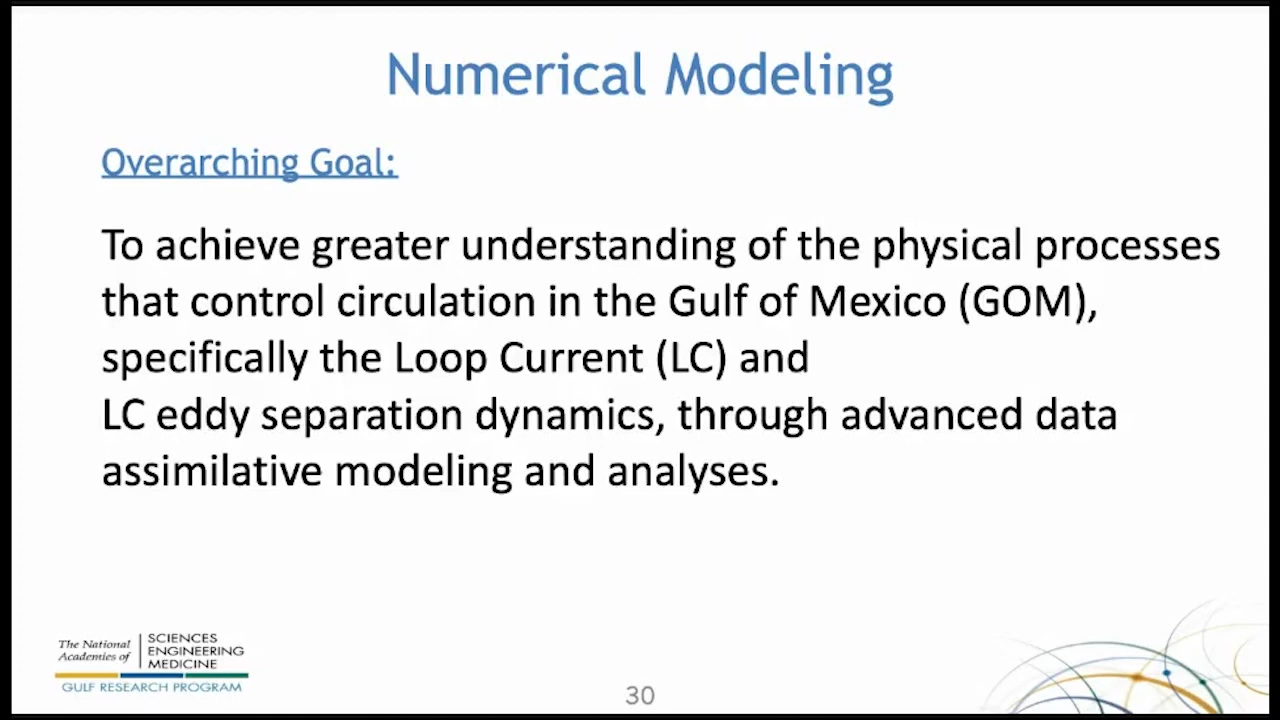 Numerical Modeling
Overarching Goal:
To achieve greater understanding of the physical processes
that control circulation in the Gulf of Mexico (GOM),
specifically the Loop Current (LC) and
LC eddy separation dynamics, through advanced data
assimilative modeling and analyses.
The National
Academies of
SCIENCES
ENGINEERING
MEDICINE
GULF RESEARCH PROGRAM
30